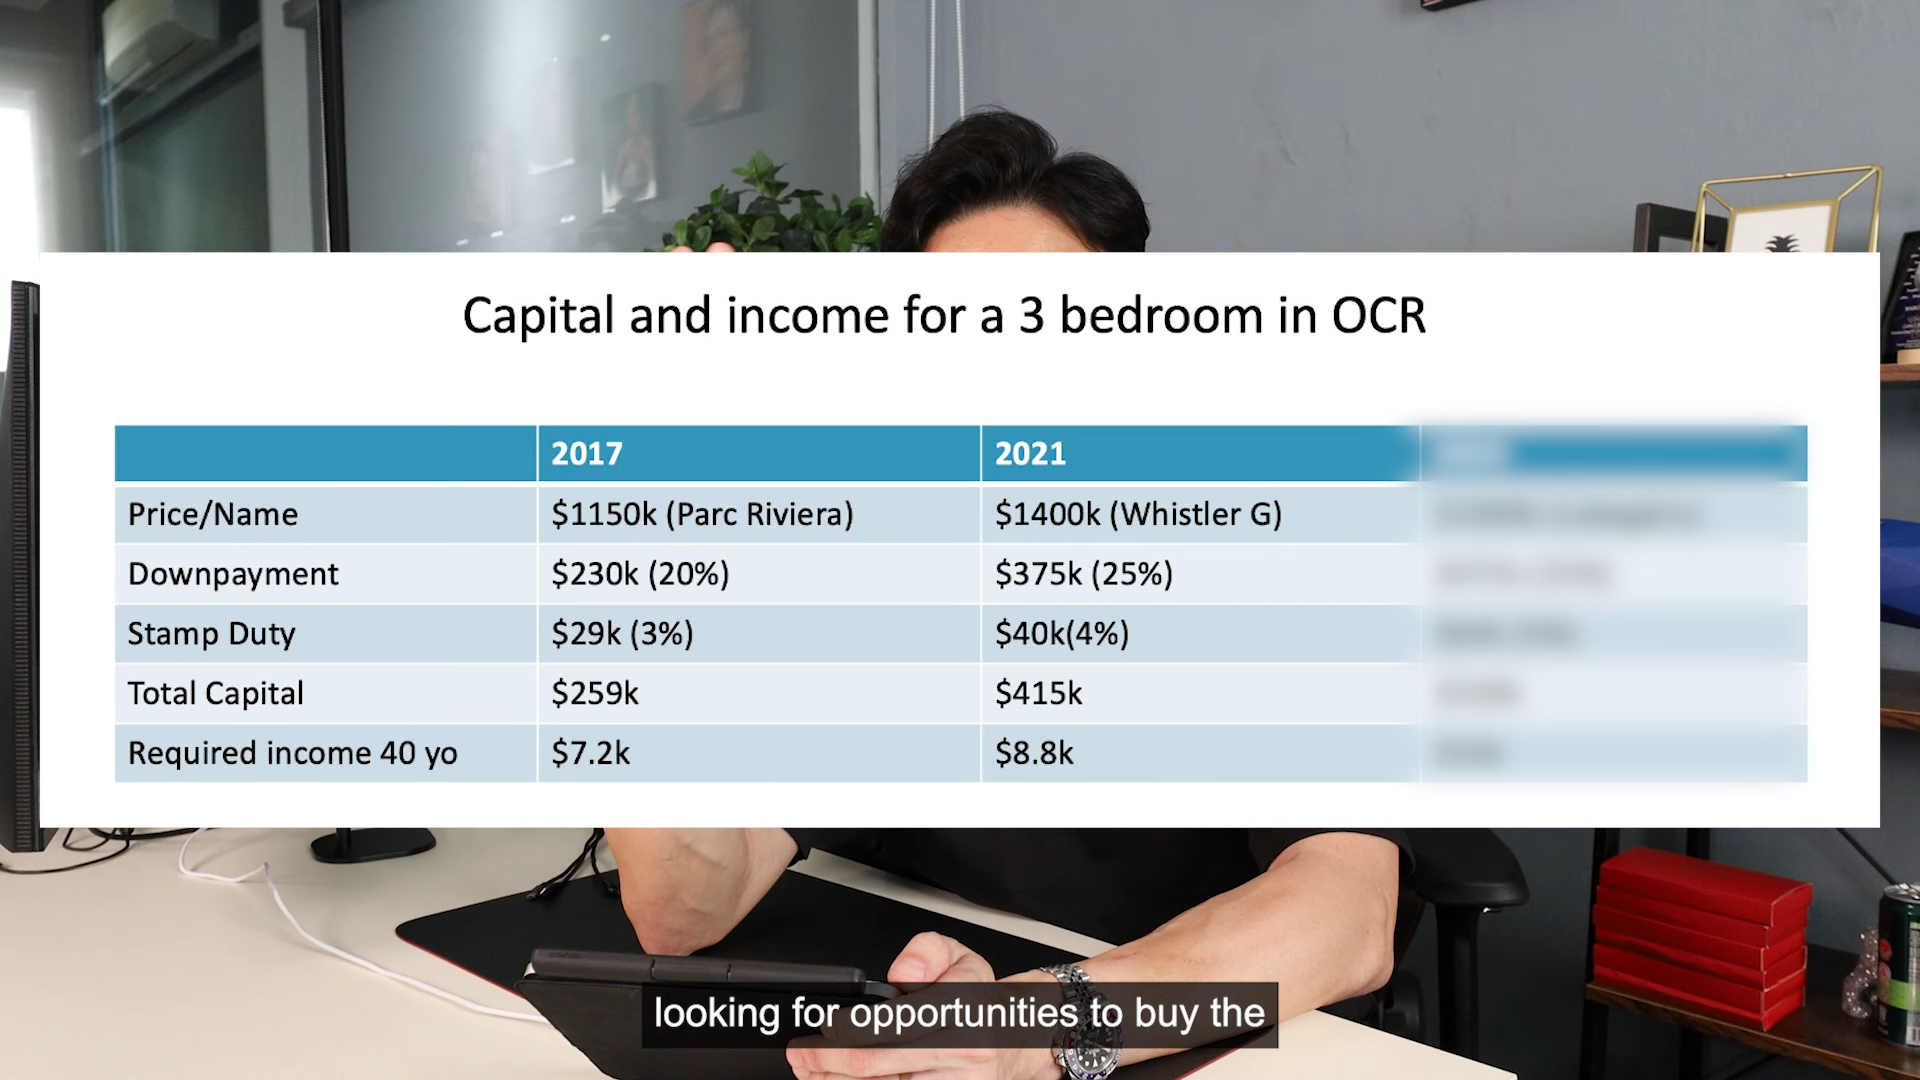 Capital and income for a 3 bedroom in OCR
2017 2021
Price/Name $1150k (Parc Riviera) $1400k (Whistler G)
Downpayment $230k (20%) $375k (25%)
Stamp Duty $29k (3%) $40k(4%)
Total Capital $259k $415k
Required income 40 yo $7.2k $8.8k
looking for opportunities to buy the